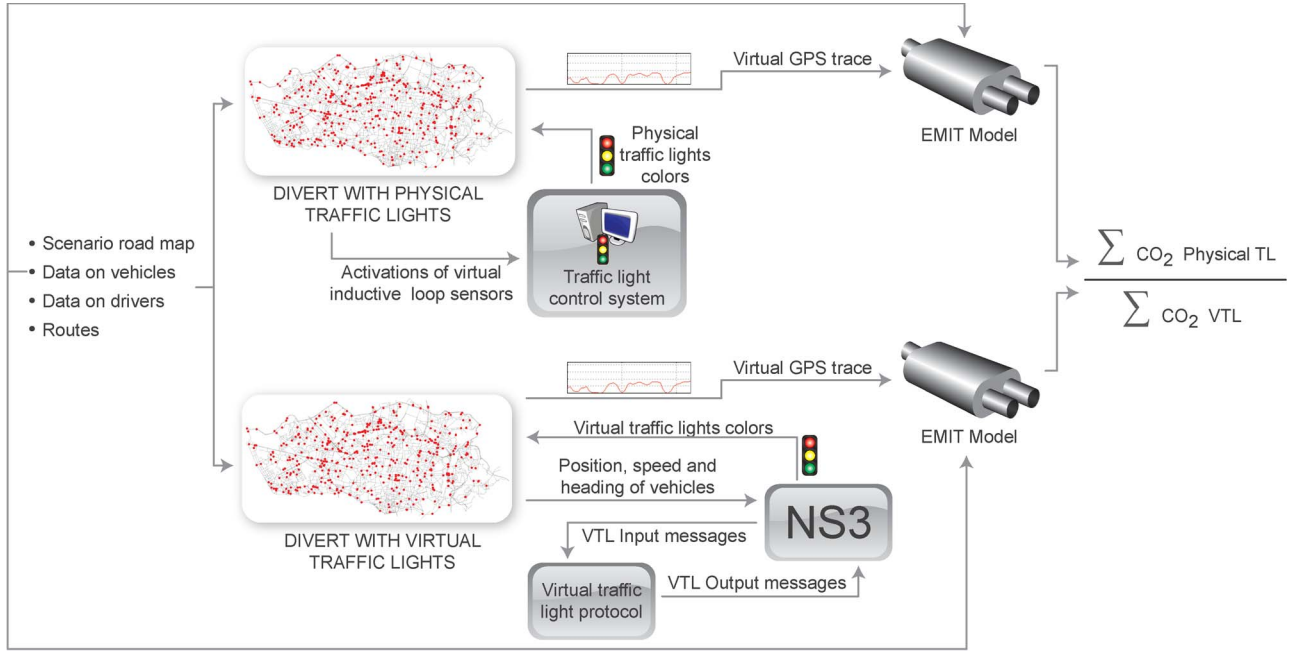 Virtual GPS trace
EMIT Model
Physical
traffic lights
colors
DIVERT WITH PHYSICAL
TRAFFIC LIGHTS
• Scenario road map
• Data on vehicles
• Data on drivers
• Routes
Activations of virtual
inductive loop sensors
Traffic light
control system
∑ CO2 Physical TL
∑ CO2 VTL
Virtual GPS trace
EMIT Model
Virtual traffic lights colors
Position, speed and
heading of vehicles
NS3
DIVERT WITH VIRTUAL
TRAFFIC LIGHTS
VTL Input messages
Virtual traffic
light protocol
VTL Output messages